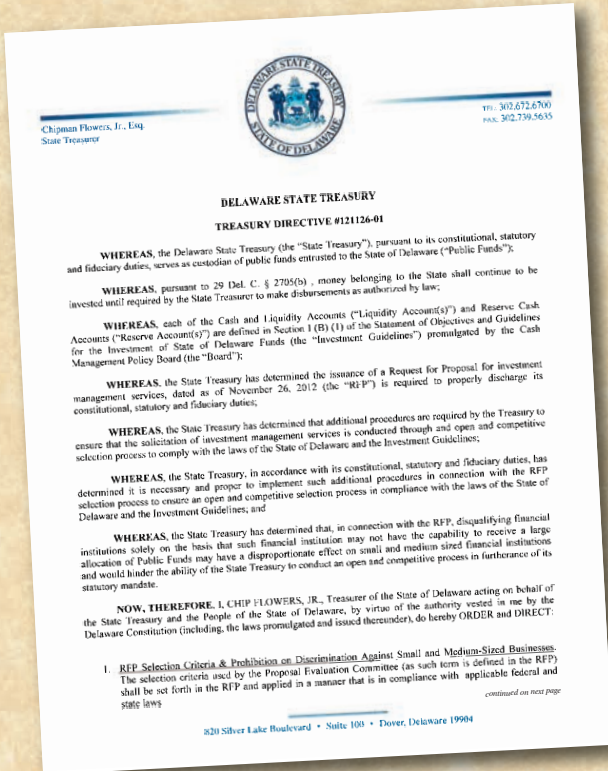 DELAWARE STATE TREASURY
STATE OF DELAWARE
Chipman Flowers, Jr., Esq.
State Treasurer
TEL: 302.672.6700
FAX: 302.739.5635
DELAWARE STATE TREASURY
TREASURY DIRECTIVE #121126-01
WHEREAS, the Delaware State Treasury (the “State Treasury”), pursuant to its constitutional, statutory
and fiduciary duties, serves as custodian of public funds entrusted to the State of Delaware (“Public Funds”);
WHEREAS, pursuant to 29 Del. C. § 2705(b) , money belonging to the State shall continue to be
invested until required by the State Treasurer to make disbursements as authorized by law;
WHEREAS, each of the Cash and Liquidity Accounts (“Liquidity Account(s)”) and Reserve Cash
Accounts (“Reserve Account(s)”) are defined in Section 1 (B) (1) of the Statement of Objectives and Guidelines
for the Investment of State of Delaware Funds (the “Investment Guidelines”) promulgated by the Cash
Management Policy Board (the “Board”);
WHEREAS, the State Treasury has determined the issuance of a Request for Proposal for investment
management services, dated as of November 26, 2012 (the “RFP”) is required to properly discharge its
constitutional, statutory and fiduciary duties;
WHEREAS, the State Treasury has determined that additional procedures are required by the Treasury to
ensure that the solicitation of investment management services is conducted through and open and competitive
selection process to comply with the laws of the State of Delaware and the Investment Guidelines;
WHEREAS, the State Treasury, in accordance with its constitutional, statutory and fiduciary duties, has
determined it is necessary and proper to implement such additional procedures in connection with the RFP
selection process to ensure an open and competitive selection process in compliance with the laws of the State of
Delaware and the Investment Guidelines; and
WHEREAS, the State Treasury has determined that, in connection with the RFP, disqualifying financial
institutions solely on the basis that such financial institution may not have the capability to receive a large
allocation of Public Funds may have a disproportionate effect on small and medium sized financial institutions
and would hinder the ability of the State Treasury to conduct an open and competitive process in furtherance of its
statutory mandate.
NOW, THEREFORE, I, CHIP FLOWERS, JR., Treasurer of the State of Delaware acting on behalf of
the State Treasury and the People of the State of Delaware, by virtue of the authority vested in me by the
Delaware Constitution (including, the laws promulgated and issued thereunder), do hereby ORDER and DIRECT:
1. RFP Selection Criteria & Prohibition on Discrimination Against Small and Medium-Sized Businesses.
The selection criteria used by the Proposal Evaluation Committee (as such term is defined in the RFP)
shall be set forth in the RFP and applied in a manner that is in compliance with applicable federal and
state laws
continued on next page
820 Silver Lake Boulevard • Suite 100 • Dover, Delaware 19904